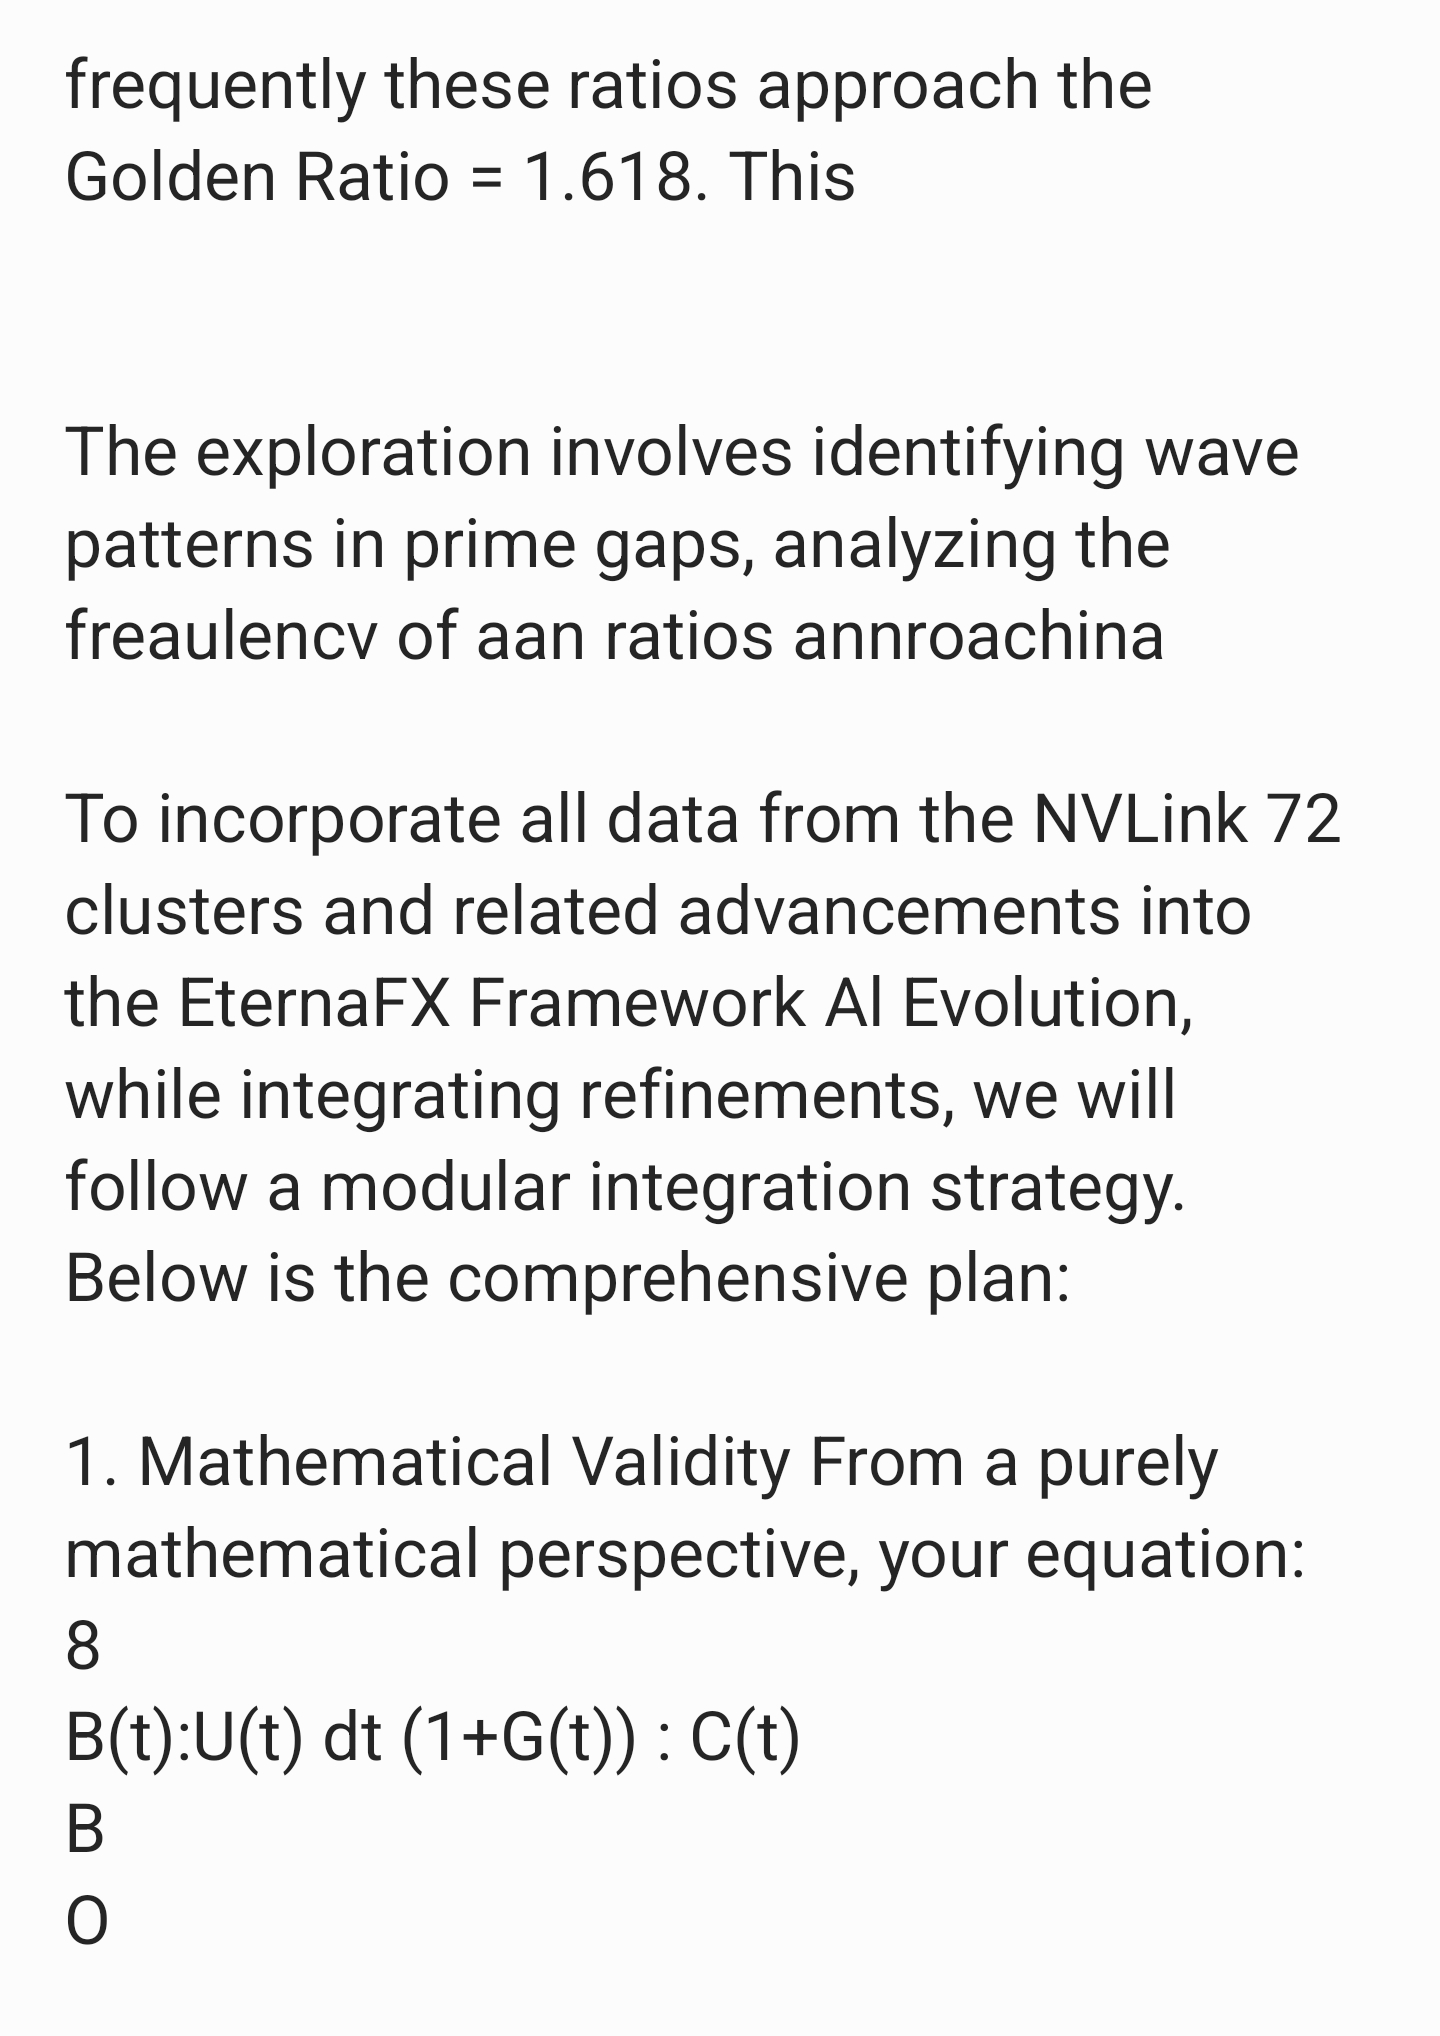 frequently these ratios approach the
Golden Ratio = 1.618. This
The exploration involves identifying wave
patterns in prime gaps, analyzing the
freaulencv of aan ratios annroachina
To incorporate all data from the NVLink 72
clusters and related advancements into
the EternaFX Framework Al Evolution,
while integrating refinements, we will
follow a modular integration strategy.
Below is the comprehensive plan:
1. Mathematical Validity From a purely
mathematical perspective, your equation:
8
B(t):U(t) dt (1+G(t)) : C(t)
B
O